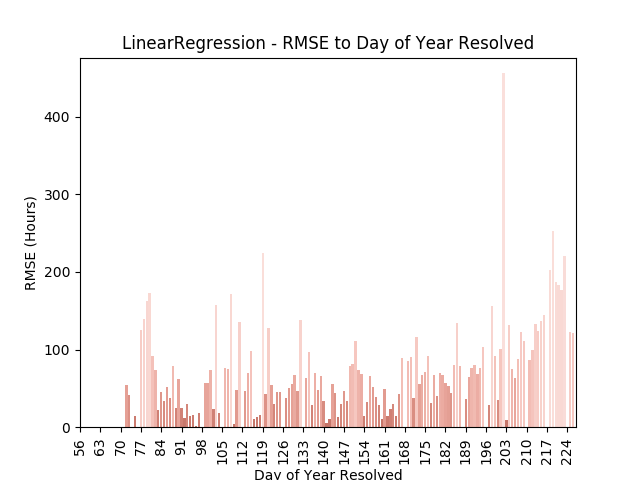 LinearRegression - RMSE to Day of Year Resolved
RMSE (Hours)
400
300
200
100
0
56 63 70 77 84 91 98 105 112 119 126 133 140 147 154 161 168 175 182 189 196 203 210 217 224
Day of Year Resolved